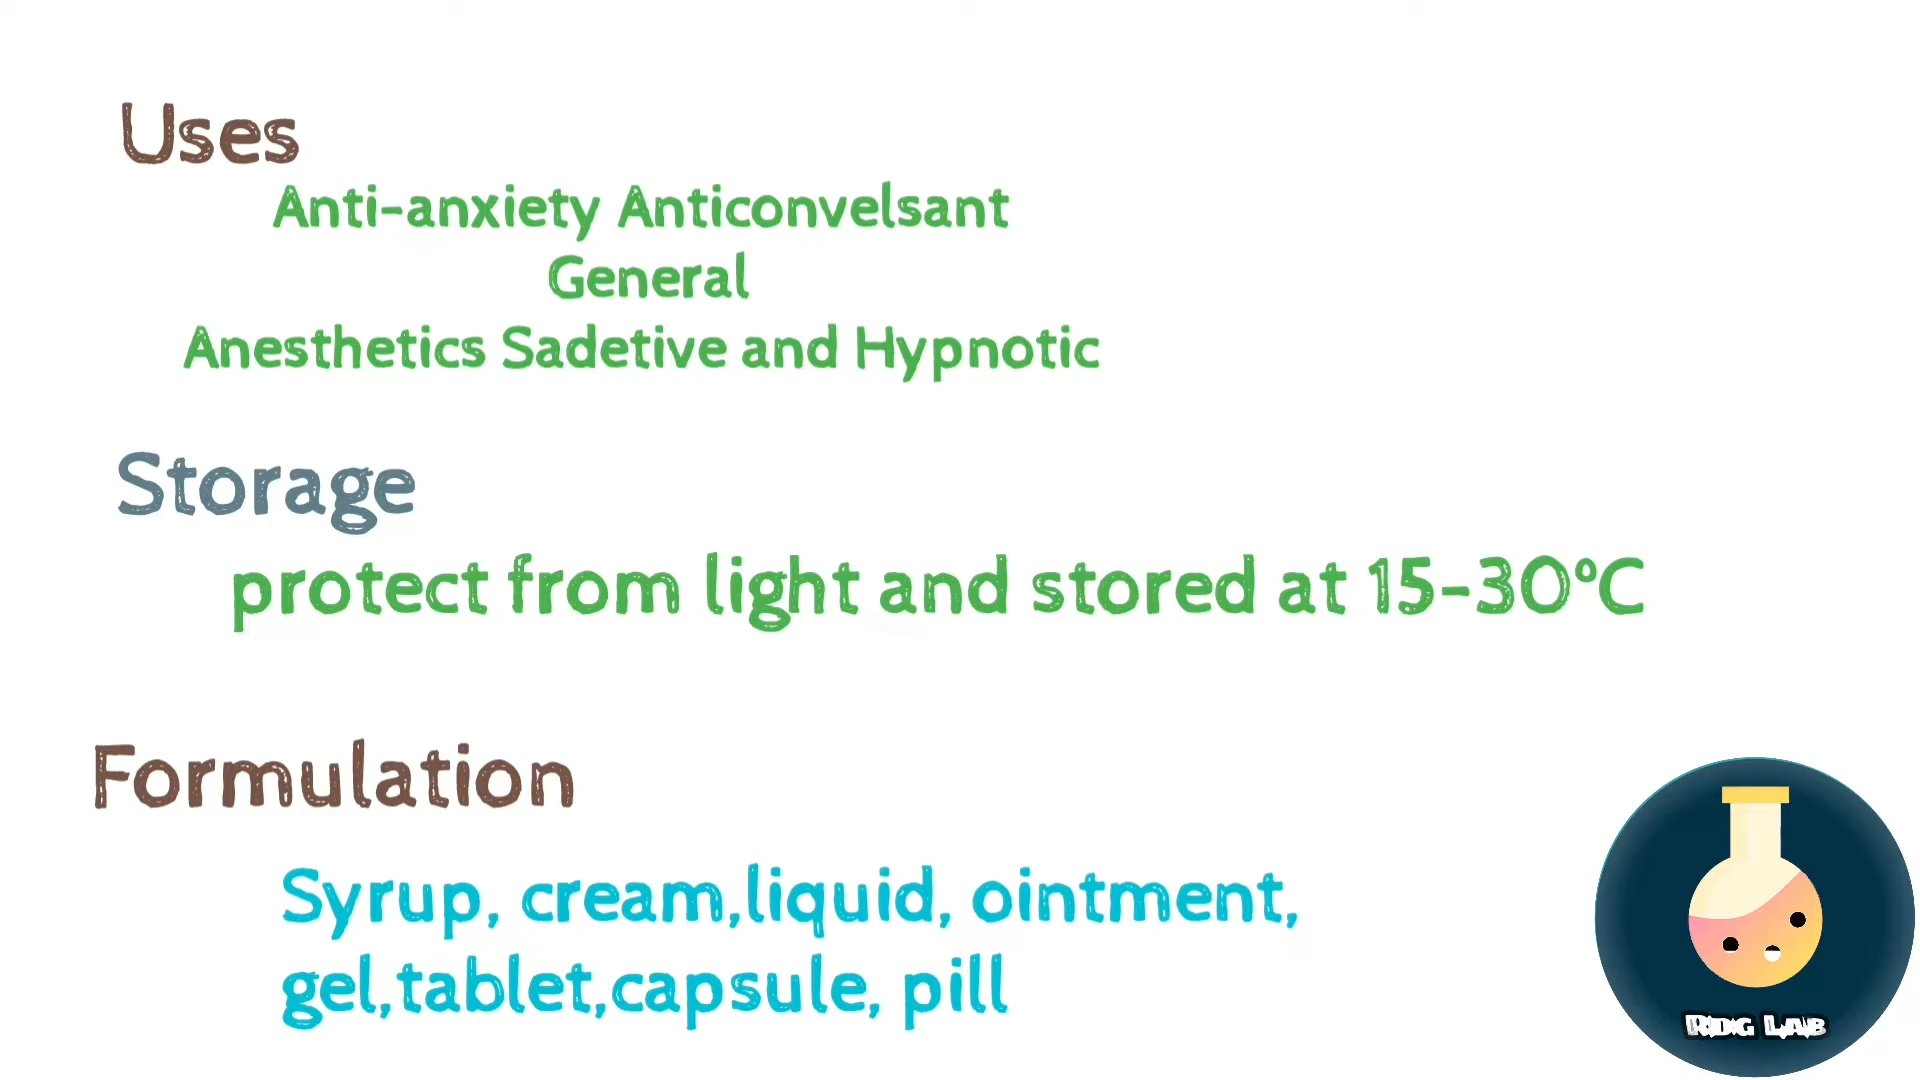 Uses
Anti-anxiety Anticonvelsant
General
Anesthetics Sadetive and Hypnotic
Storage
protect from light and stored at 15-30°C
Formulation
Syrup, cream,liquid, ointment,
gel,tablet,capsule, pill
RDG LAB